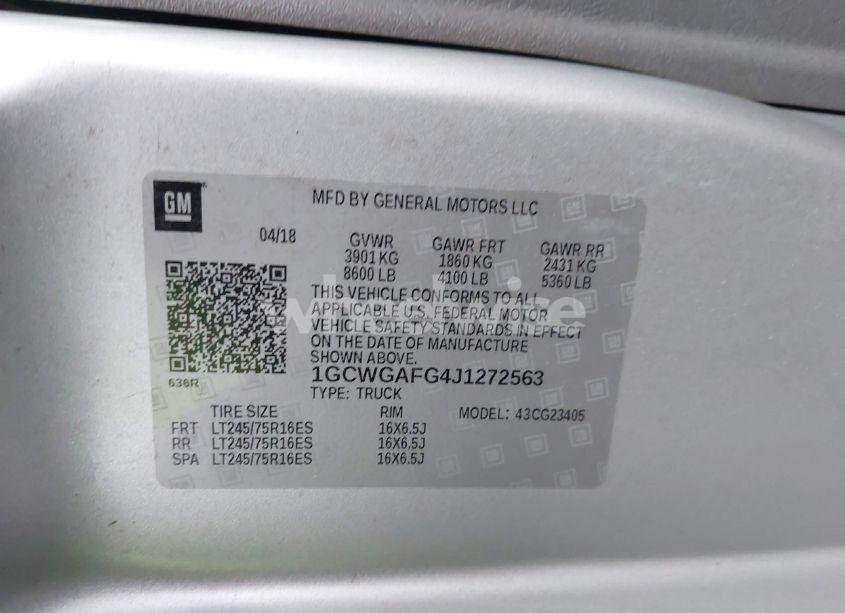 GM
MFD BY GENERAL MOTORS LLC
04/18
GVWR GAWR FRT GAWR RR
3901 KG 1860 KG 2431 KG
8600 LB 4100 LB 5360 LB
THIS VEHICLE CONFORMS TO ALL
APPLICABLE U.S. FEDERAL MOTOR
VEHICLE SAFETY STANDARDS IN EFFECT
ON THE DATE OF MANUFACTURE
SHOWN ABOVE.
636R
1GCWGAFG4J1272563
TYPE: TRUCK
TIRE SIZE RIM MODEL: 43CG23405
FRT LT245/75R16ES 16X6.5J
RR LT245/75R16ES 16X6.5J
SPA LT245/75R16ES 16X6.5J